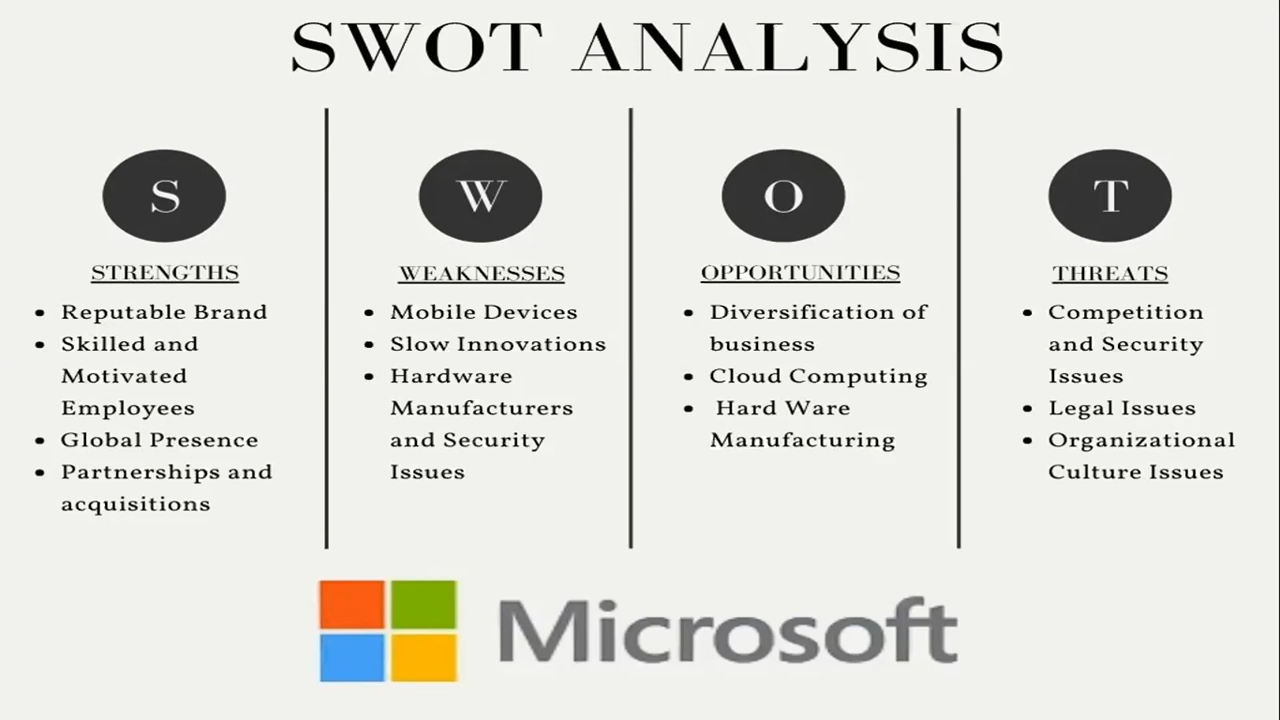 SWOT ANALYSIS
S
STRENGTHS
Reputable Brand
Skilled and
Motivated
Employees
Global Presence
Partnerships and
acquisitions
W
WEAKNESSES
Mobile Devices
Slow Innovations
Hardware
Manufacturers
and Security
Issues
O
OPPORTUNITIES
Diversification of
business
Cloud Computing
Hard Ware
Manufacturing
T
THREATS
Competition
and Security
Issues
Legal Issues
Organizational
Culture Issues
Microsoft